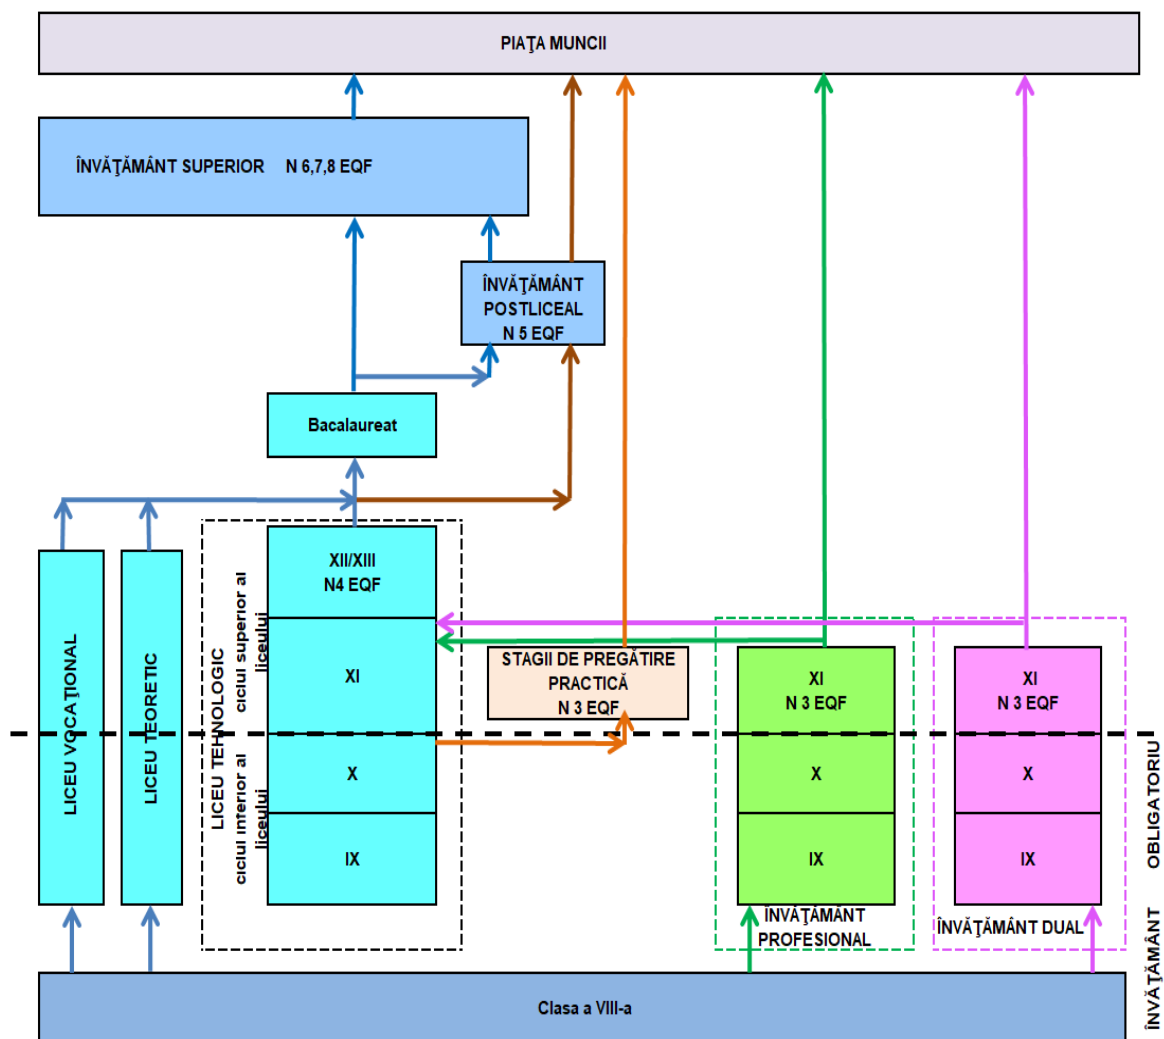 PIAŢA MUNCII
ÎNVĂŢĂMÂNT SUPERIOR N 6,7,8 EQF
ÎNVĂŢĂMÂNT
POSTLICEAL
N 5 EQF
Bacalaureat
LICEU VOCAŢIONAL
LICEU TEORETIC
LICEU TEHNOLOGIC
ciclul superior al
liceului
ciclul inferior al
liceului
XII/XIII
N4 EQF
XI
X
IX
STAGII DE PREGĂTIRE
PRACTICĂ
N 3 EQF
XI
N 3 EQF
X
IX
ÎNVĂŢĂMÂNT
PROFESIONAL
XI
N 3 EQF
X
IX
ÎNVĂŢĂMÂNT DUAL
ÎNVĂŢĂMÂNT OBLIGATORIU
Clasa a VIII-a